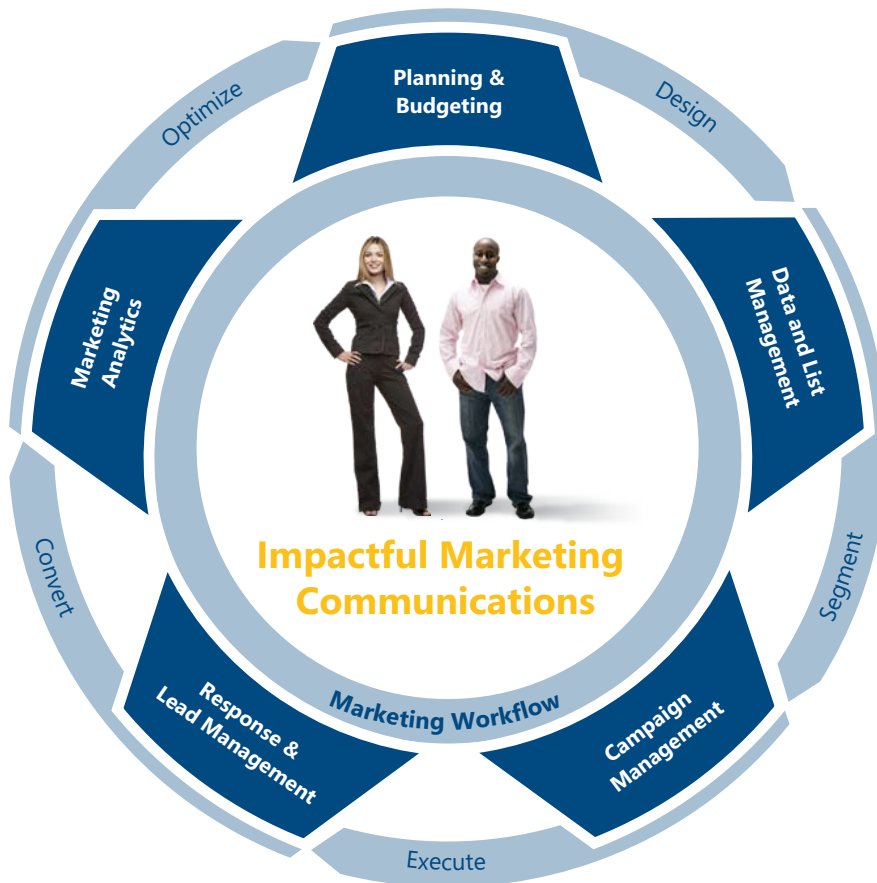 Planning &
Budgeting
Design
Data and List
Management
Segment
Campaign
Management
Execute
Response &
Lead Management
Convert
Marketing
Analytics
Optimize
Impactful Marketing
Communications
Marketing Workflow